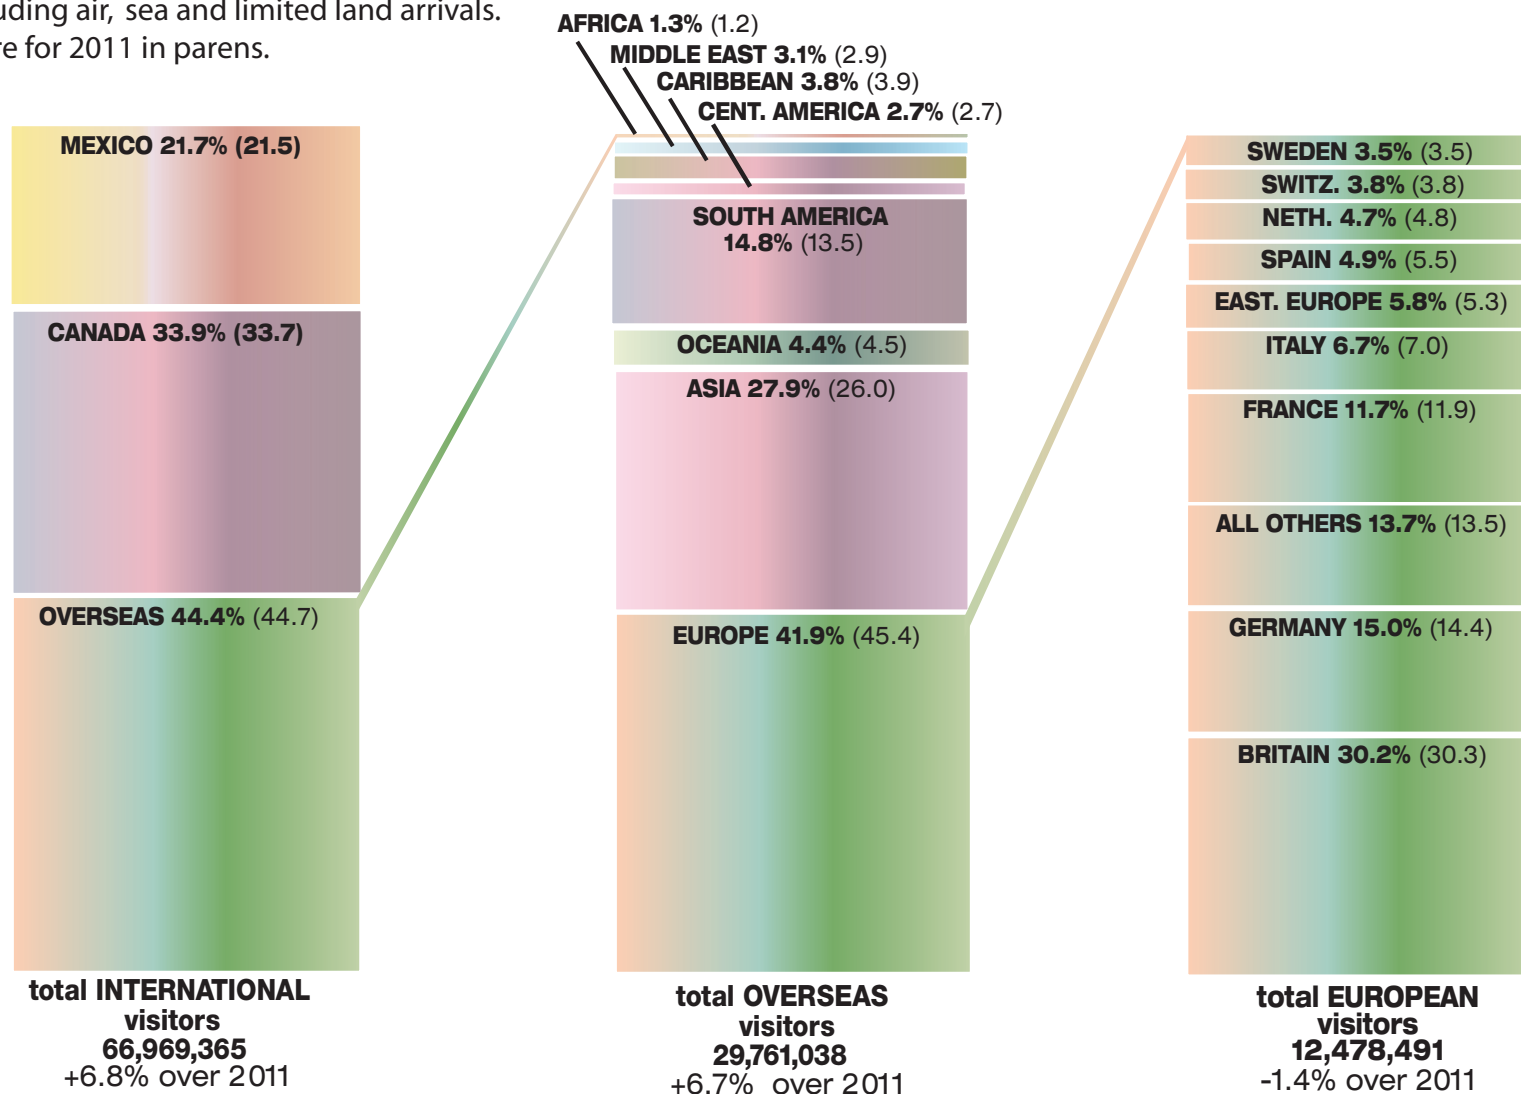 air, sea and limited land arrivals.
for 2011 in parens.
MEXICO 21.7% (21.5)
CANADA 33.9% (33.7)
OVERSEAS 44.4% (44.7)
total INTERNATIONAL
visitors
66,969,365
+6.8% over 2011
AFRICA 1.3% (1.2)
MIDDLE EAST 3.1% (2.9)
CARIBBEAN 3.8% (3.9)
CENT. AMERICA 2.7% (2.7)
SOUTH AMERICA
14.8% (13.5)
OCEANIA 4.4% (4.5)
ASIA 27.9% (26.0)
EUROPE 41.9% (45.4)
total OVERSEAS
visitors
29,761,038
+6.7% over 2011
SWEDEN 3.5% (3.5)
SWITZ. 3.8% (3.8)
NETH. 4.7% (4.8)
SPAIN 4.9% (5.5)
EAST. EUROPE 5.8% (5.3)
ITALY 6.7% (7.0)
FRANCE 11.7% (11.9)
ALL OTHERS 13.7% (13.5)
GERMANY 15.0% (14.4)
BRITAIN 30.2% (30.3)
total EUROPEAN
visitors
12,478,491
-1.4% over 2011